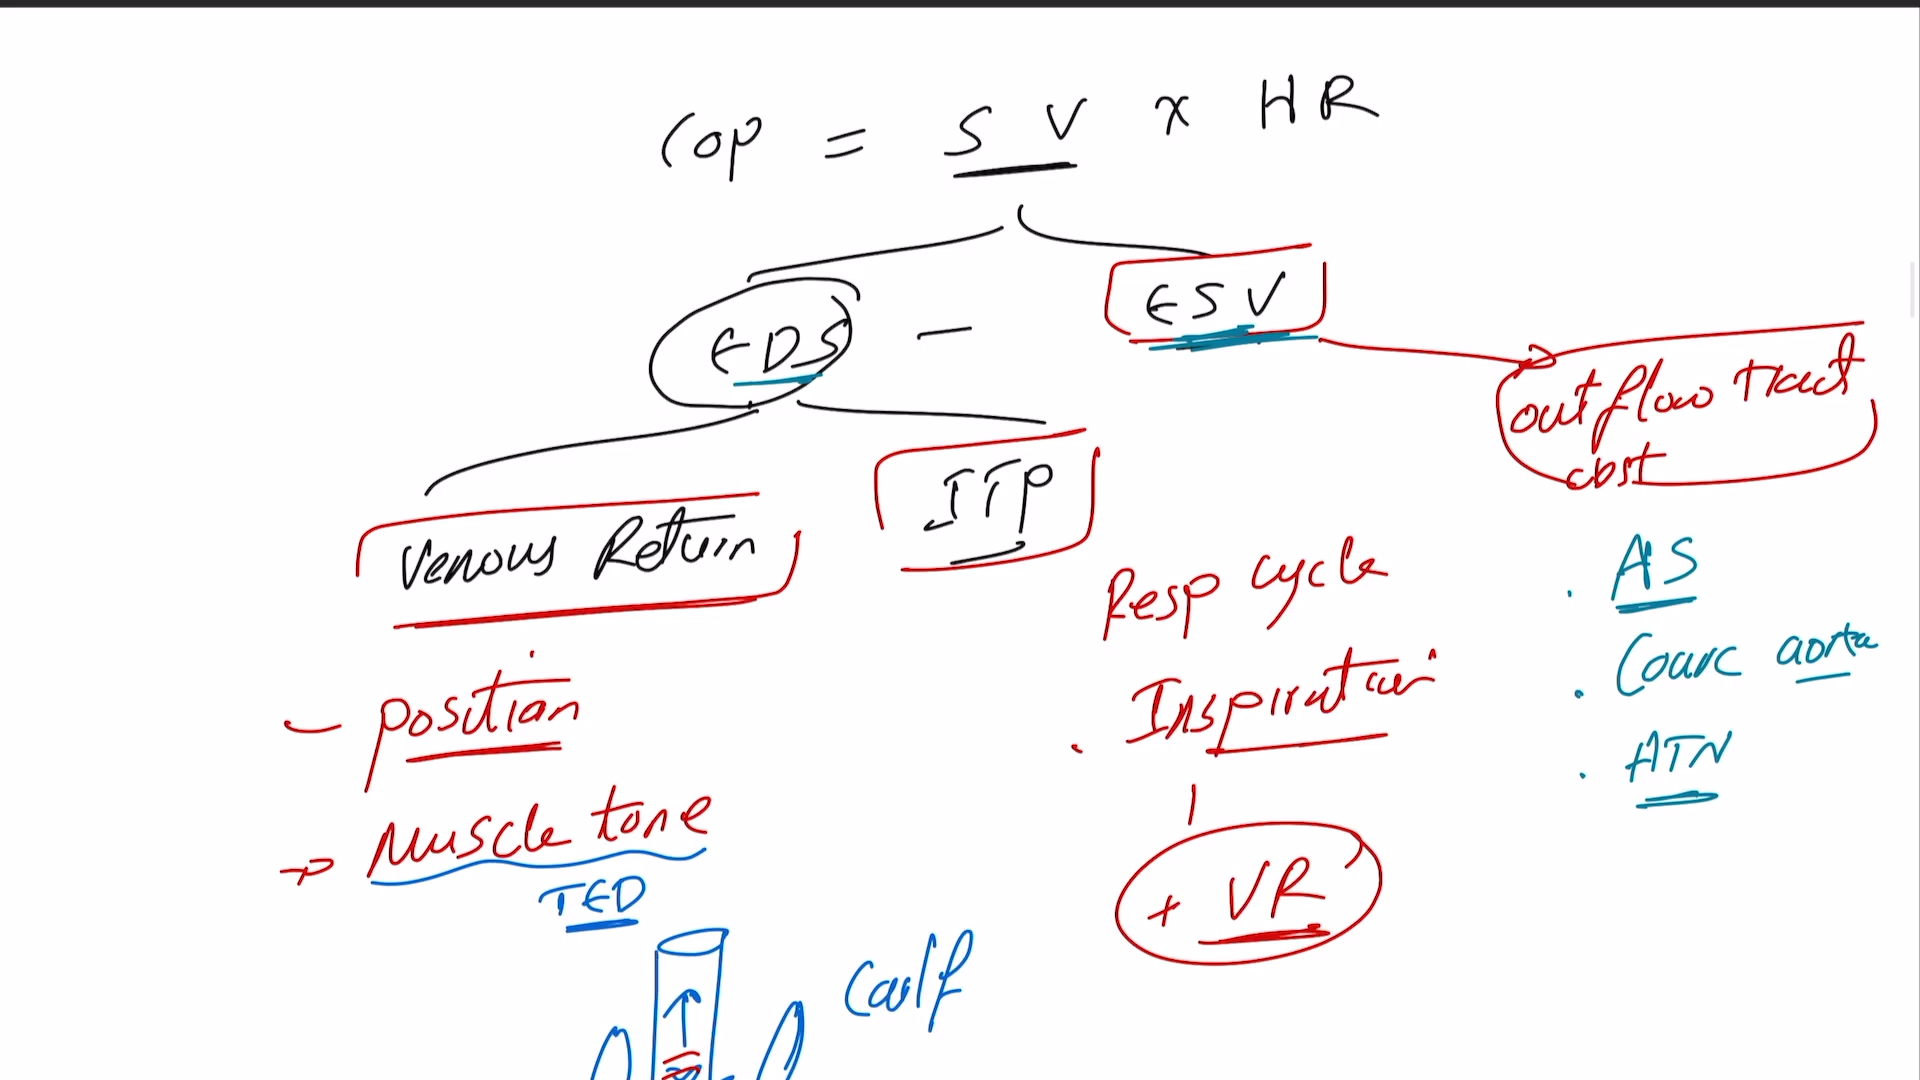 Cop = SV x HR
EDS - ESV
outflow tract
cbst
Venous Return
ITP
Resp cycle
. AS
. Coarc aorta
- position
. Inspiration
. HTN
→ Muscle tone
TED
+ VR
Calf